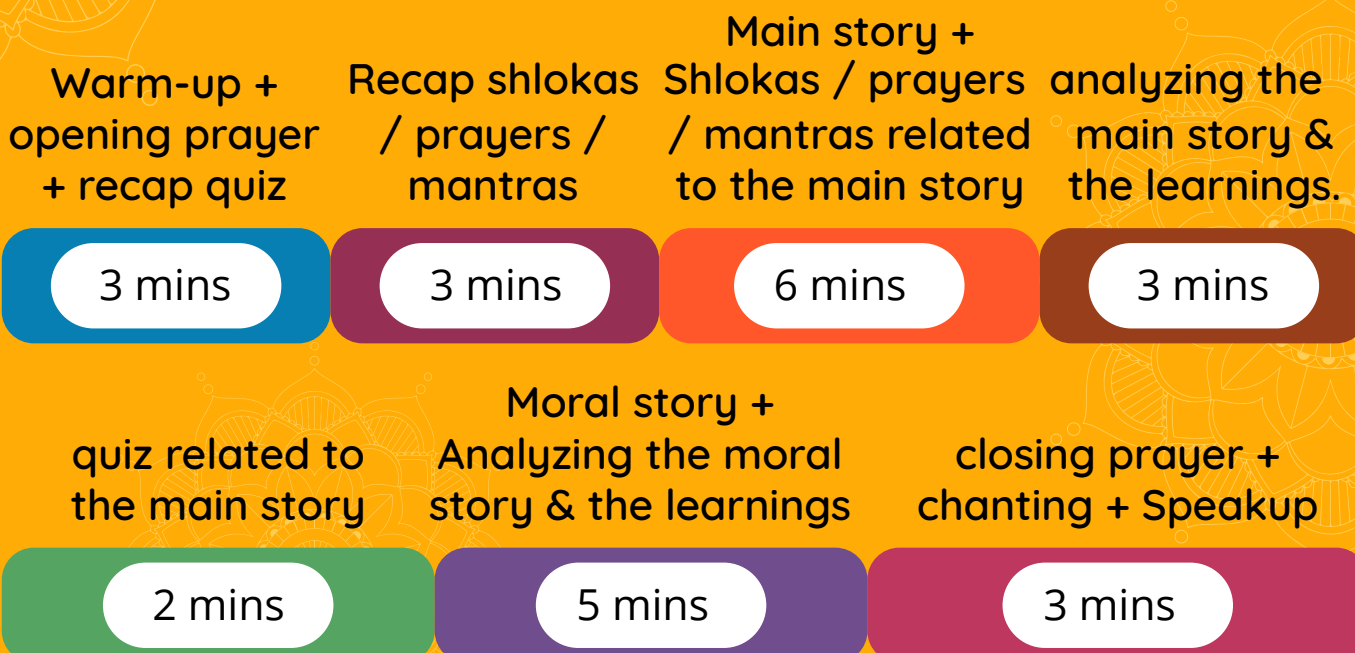 Warm-up +
opening prayer
+ recap quiz
3 mins
Recap shlokas
/ prayers /
mantras
3 mins
Main story +
Shlokas / prayers
/ mantras related
to the main story
6 mins
analyzing the
main story &
the learnings.
3 mins
quiz related to
the main story
2 mins
Moral story +
Analyzing the moral
story & the learnings
5 mins
closing prayer +
chanting + Speakup
3 mins